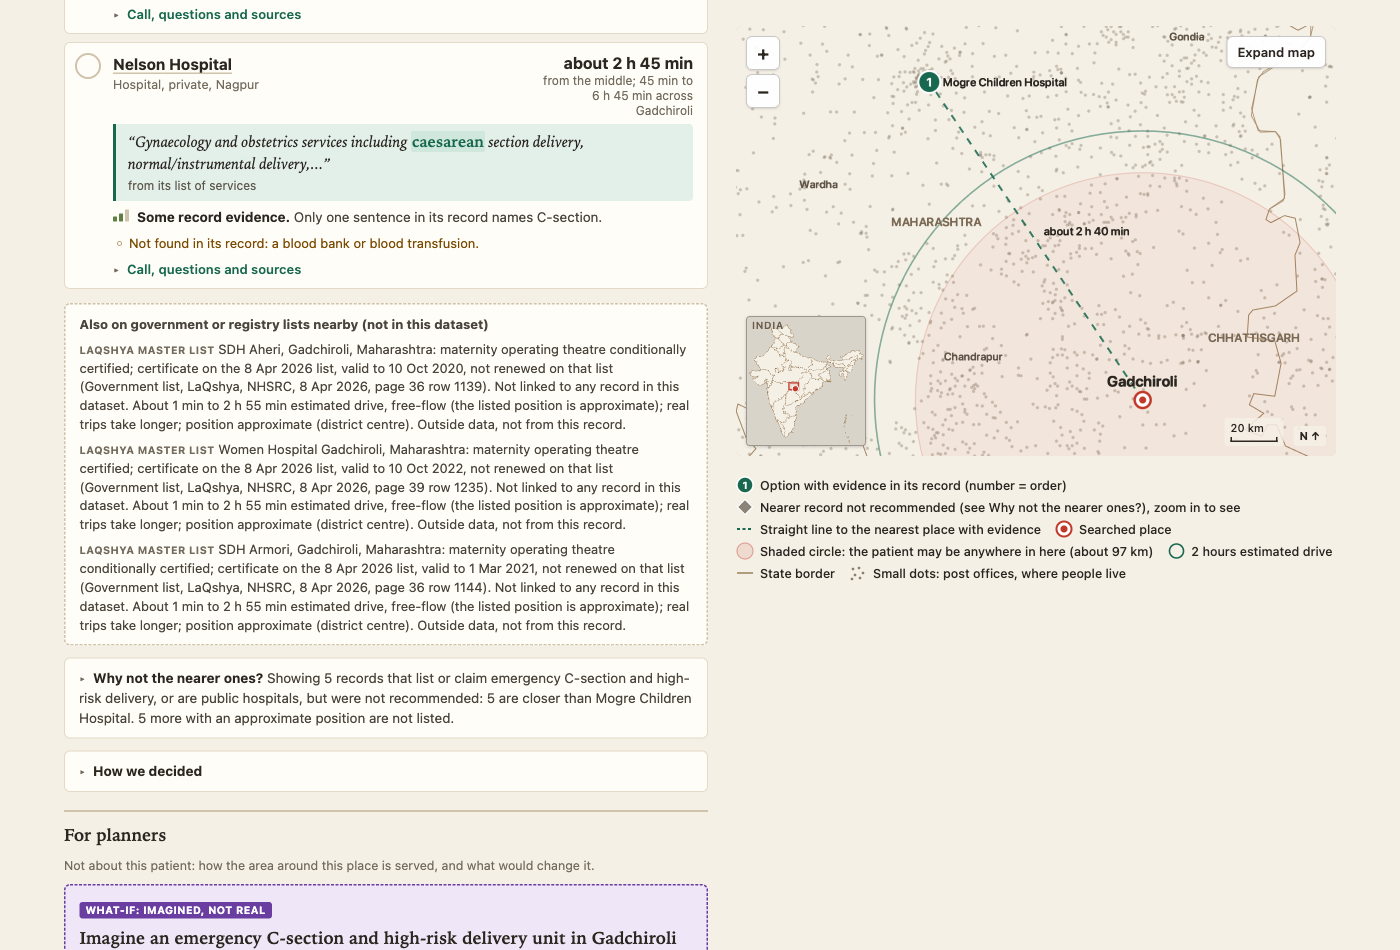 Call, questions and sources
Nelson Hospital
Hospital, private, Nagpur
about 2 h 45 min
from the middle; 45 min to
6 h 45 min across
Gadchiroli
“Gynaecology and obstetrics services including caesarean section delivery,
normal/instrumental delivery,...”
from its list of services
Some record evidence. Only one sentence in its record names C-section.
Not found in its record: a blood bank or blood transfusion.
Call, questions and sources
Also on government or registry lists nearby (not in this dataset)
LAQSHYA MASTER LIST SDH Aheri, Gadchiroli, Maharashtra: maternity operating theatre conditionally
certified; certificate on the 8 Apr 2026 list, valid to 10 Oct 2020, not renewed on that list
(Government list, LaQshya, NHSRC, 8 Apr 2026, page 36 row 1139). Not linked to any record in this
dataset. About 1 min to 2 h 55 min estimated drive, free-flow (the listed position is approximate); real
trips take longer; position approximate (district centre). Outside data, not from this record.
LAQSHYA MASTER LIST Women Hospital Gadchiroli, Maharashtra: maternity operating theatre
certified; certificate on the 8 Apr 2026 list, valid to 10 Oct 2022, not renewed on that list
(Government list, LaQshya, NHSRC, 8 Apr 2026, page 39 row 1235). Not linked to any record in this
dataset. About 1 min to 2 h 55 min estimated drive, free-flow (the listed position is approximate); real
trips take longer; position approximate (district centre). Outside data, not from this record.
LAQSHYA MASTER LIST SDH Armori, Gadchiroli, Maharashtra: maternity operating theatre
conditionally certified; certificate on the 8 Apr 2026 list, valid to 1 Mar 2021, not renewed on that list
(Government list, LaQshya, NHSRC, 8 Apr 2026, page 36 row 1144). Not linked to any record in this
dataset. About 1 min to 2 h 55 min estimated drive, free-flow (the listed position is approximate); real
trips take longer; position approximate (district centre). Outside data, not from this record.
Why not the nearer ones? Showing 5 records that list or claim emergency C-section and high-
risk delivery, or are public hospitals, but were not recommended: 5 are closer than Mogre Children
Hospital. 5 more with an approximate position are not listed.
How we decided
For planners
Not about this patient: how the area around this place is served, and what would change it.
WHAT-IF: IMAGINED, NOT REAL
Imagine an emergency C-section and high-risk delivery unit in Gadchiroli
+
−
Gondia
Expand map
1 Mogre Children Hospital
Wardha
MAHARASHTRA
about 2 h 40 min
INDIA
CHHATTISGARH
Chandrapur
Gadchiroli
20 km
N ↑
1 Option with evidence in its record (number = order)
Nearer record not recommended (see Why not the nearer ones?), zoom in to see
Straight line to the nearest place with evidence
Searched place
Shaded circle: the patient may be anywhere in here (about 97 km)
2 hours estimated drive
State border
Small dots: post offices, where people live